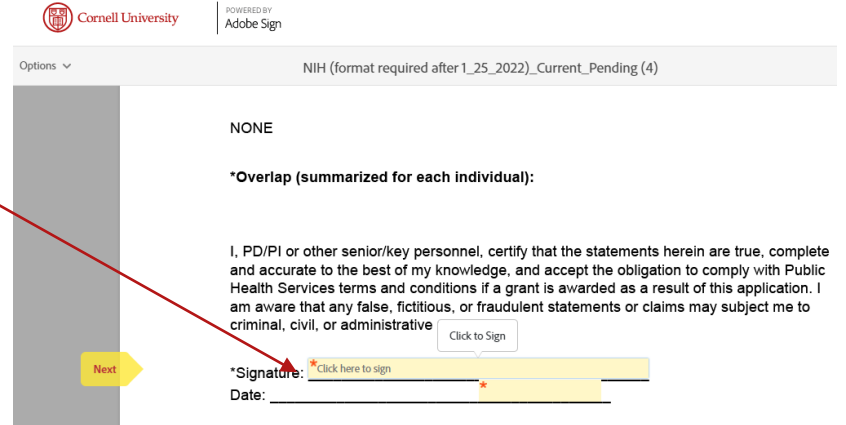 Cornell University
POWERED BY
Adobe Sign
Options
NIH (format required after 1_25_2022)_Current_Pending (4)
NONE
*Overlap (summarized for each individual):
I, PD/PI or other senior/key personnel, certify that the statements herein are true, complete
and accurate to the best of my knowledge, and accept the obligation to comply with Public
Health Services terms and conditions if a grant is awarded as a result of this application. I
am aware that any false, fictitious, or fraudulent statements or claims may subject me to
criminal, civil, or administrative
Click to Sign
Next
*Signature: *Click here to sign
Date: *